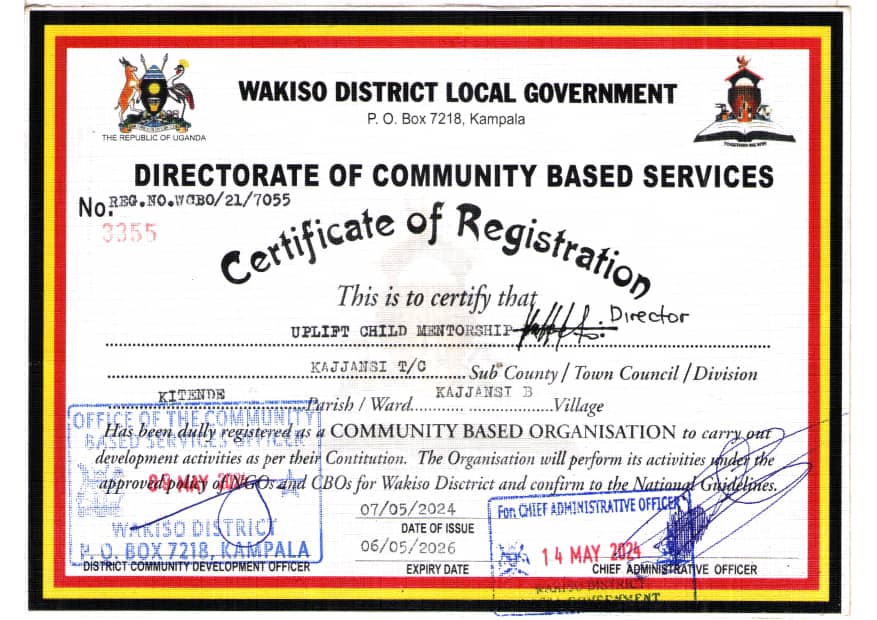 WAKISO DISTRICT LOCAL GOVERNMENT
P. O. Box 7218, Kampala
THE REPUBLIC OF UGANDA
DIRECTORATE OF COMMUNITY BASED SERVICES
No. REG.NO.WCBO/21/7055
3355
Certificate of Registration
This is to certify that
UPLIFT CHILD MENTORSHIP Director
KAJJANSI T/C Sub County / Town Council / Division
KITENDE Parish / Ward KAJJANSI B Village
Has been dully registered as a COMMUNITY BASED ORGANISATION to carry out
development activities as per their Contitution. The Organisation will perform its activities under the
approved policy of NGOs and CBOs for Wakiso Disctrict and confirm to the National Guidelines.
OFFICE OF THE COMMUNITY
BASED SERVICES
MAY
WAKISO DISTRICT
P. O. BOX 7218, KAMPALA
DISTRICT COMMUNITY DEVELOPMENT OFFICER
07/05/2024
DATE OF ISSUE
06/05/2026
EXPIRY DATE
For: CHIEF ADMINISTRATIVE OFFICER
14 MAY 2024
CHIEF ADMINISTRATIVE OFFICER
WAKISO DISTRICT